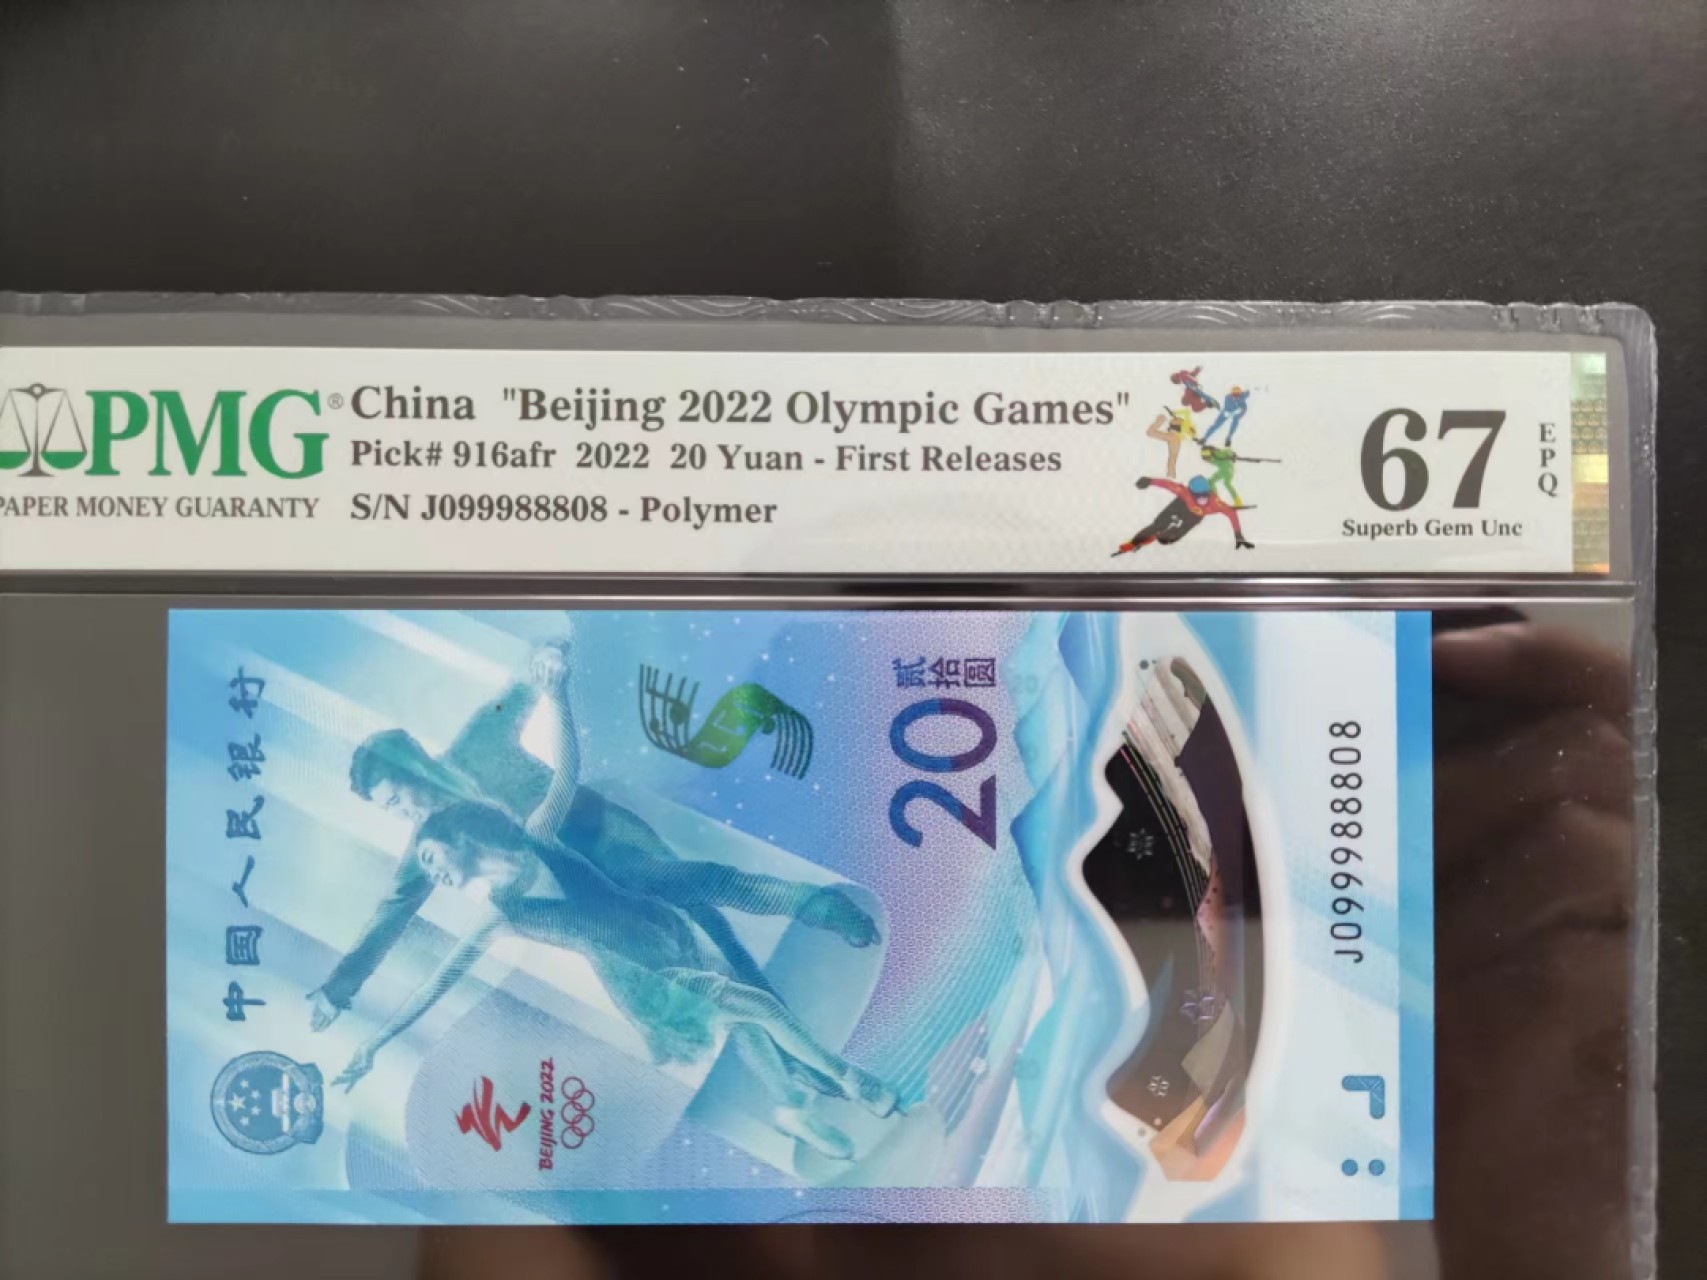 PMG®
PAPER MONEY GUARANTY
China "Beijing 2022 Olympic Games"
Pick# 916afr 2022 20 Yuan - First Releases
S/N J099988808 - Polymer
67
EPQ
Superb Gem Unc
中国人民银行
BEIJING 2022
贰拾圆
20
J099988808